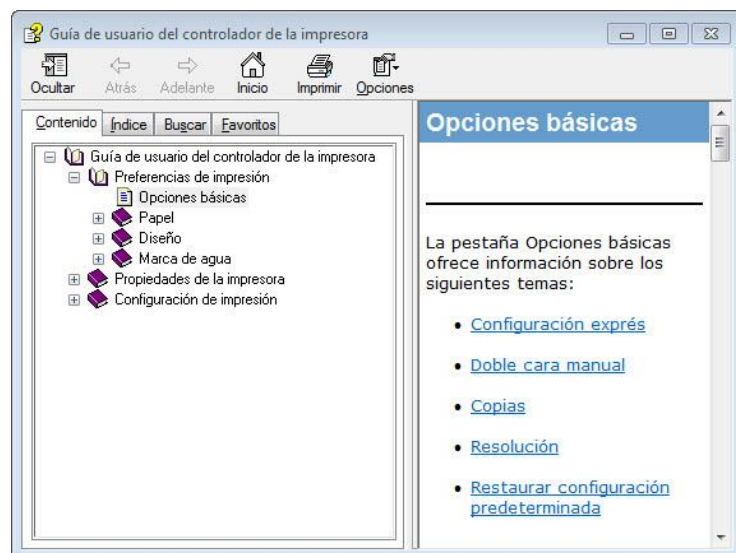 Guía de usuario del controlador de la impresora
Ocultar Atrás Adelante Inicio Imprimir Opciones
Contenido Índice Buscar Favoritos
Guía de usuario del controlador de la impresora
Preferencias de impresión
Opciones básicas
Papel
Diseño
Marca de agua
Propiedades de la impresora
Configuración de impresión
Opciones básicas
La pestaña Opciones básicas
ofrece información sobre los
siguientes temas:
• Configuración exprés
• Doble cara manual
• Copias
• Resolución
• Restaurar configuración
predeterminada